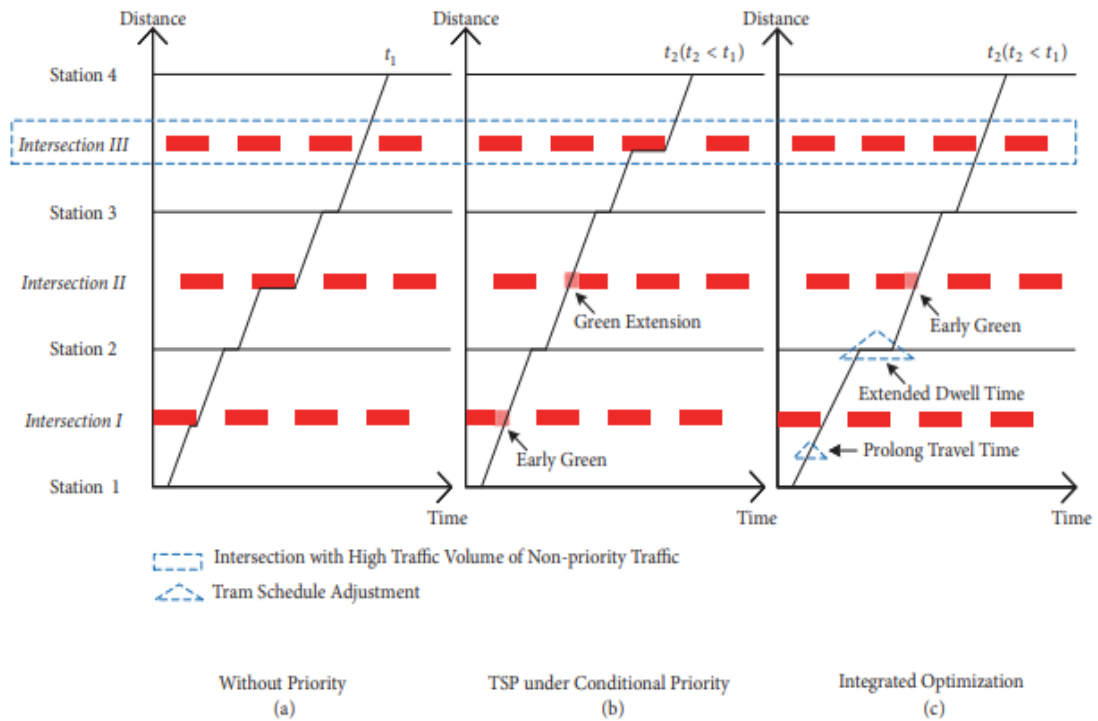 Distance
Distance
Distance
t1
t2(t2 < t1)
t2(t2 < t1)
Station 4
Intersection III
Station 3
Intersection II
Green Extension
Early Green
Station 2
Extended Dwell Time
Intersection I
Early Green
Prolong Travel Time
Station 1
Time
Time
Time
Intersection with High Traffic Volume of Non-priority Traffic
Tram Schedule Adjustment
Without Priority
(a)
TSP under Conditional Priority
(b)
Integrated Optimization
(c)